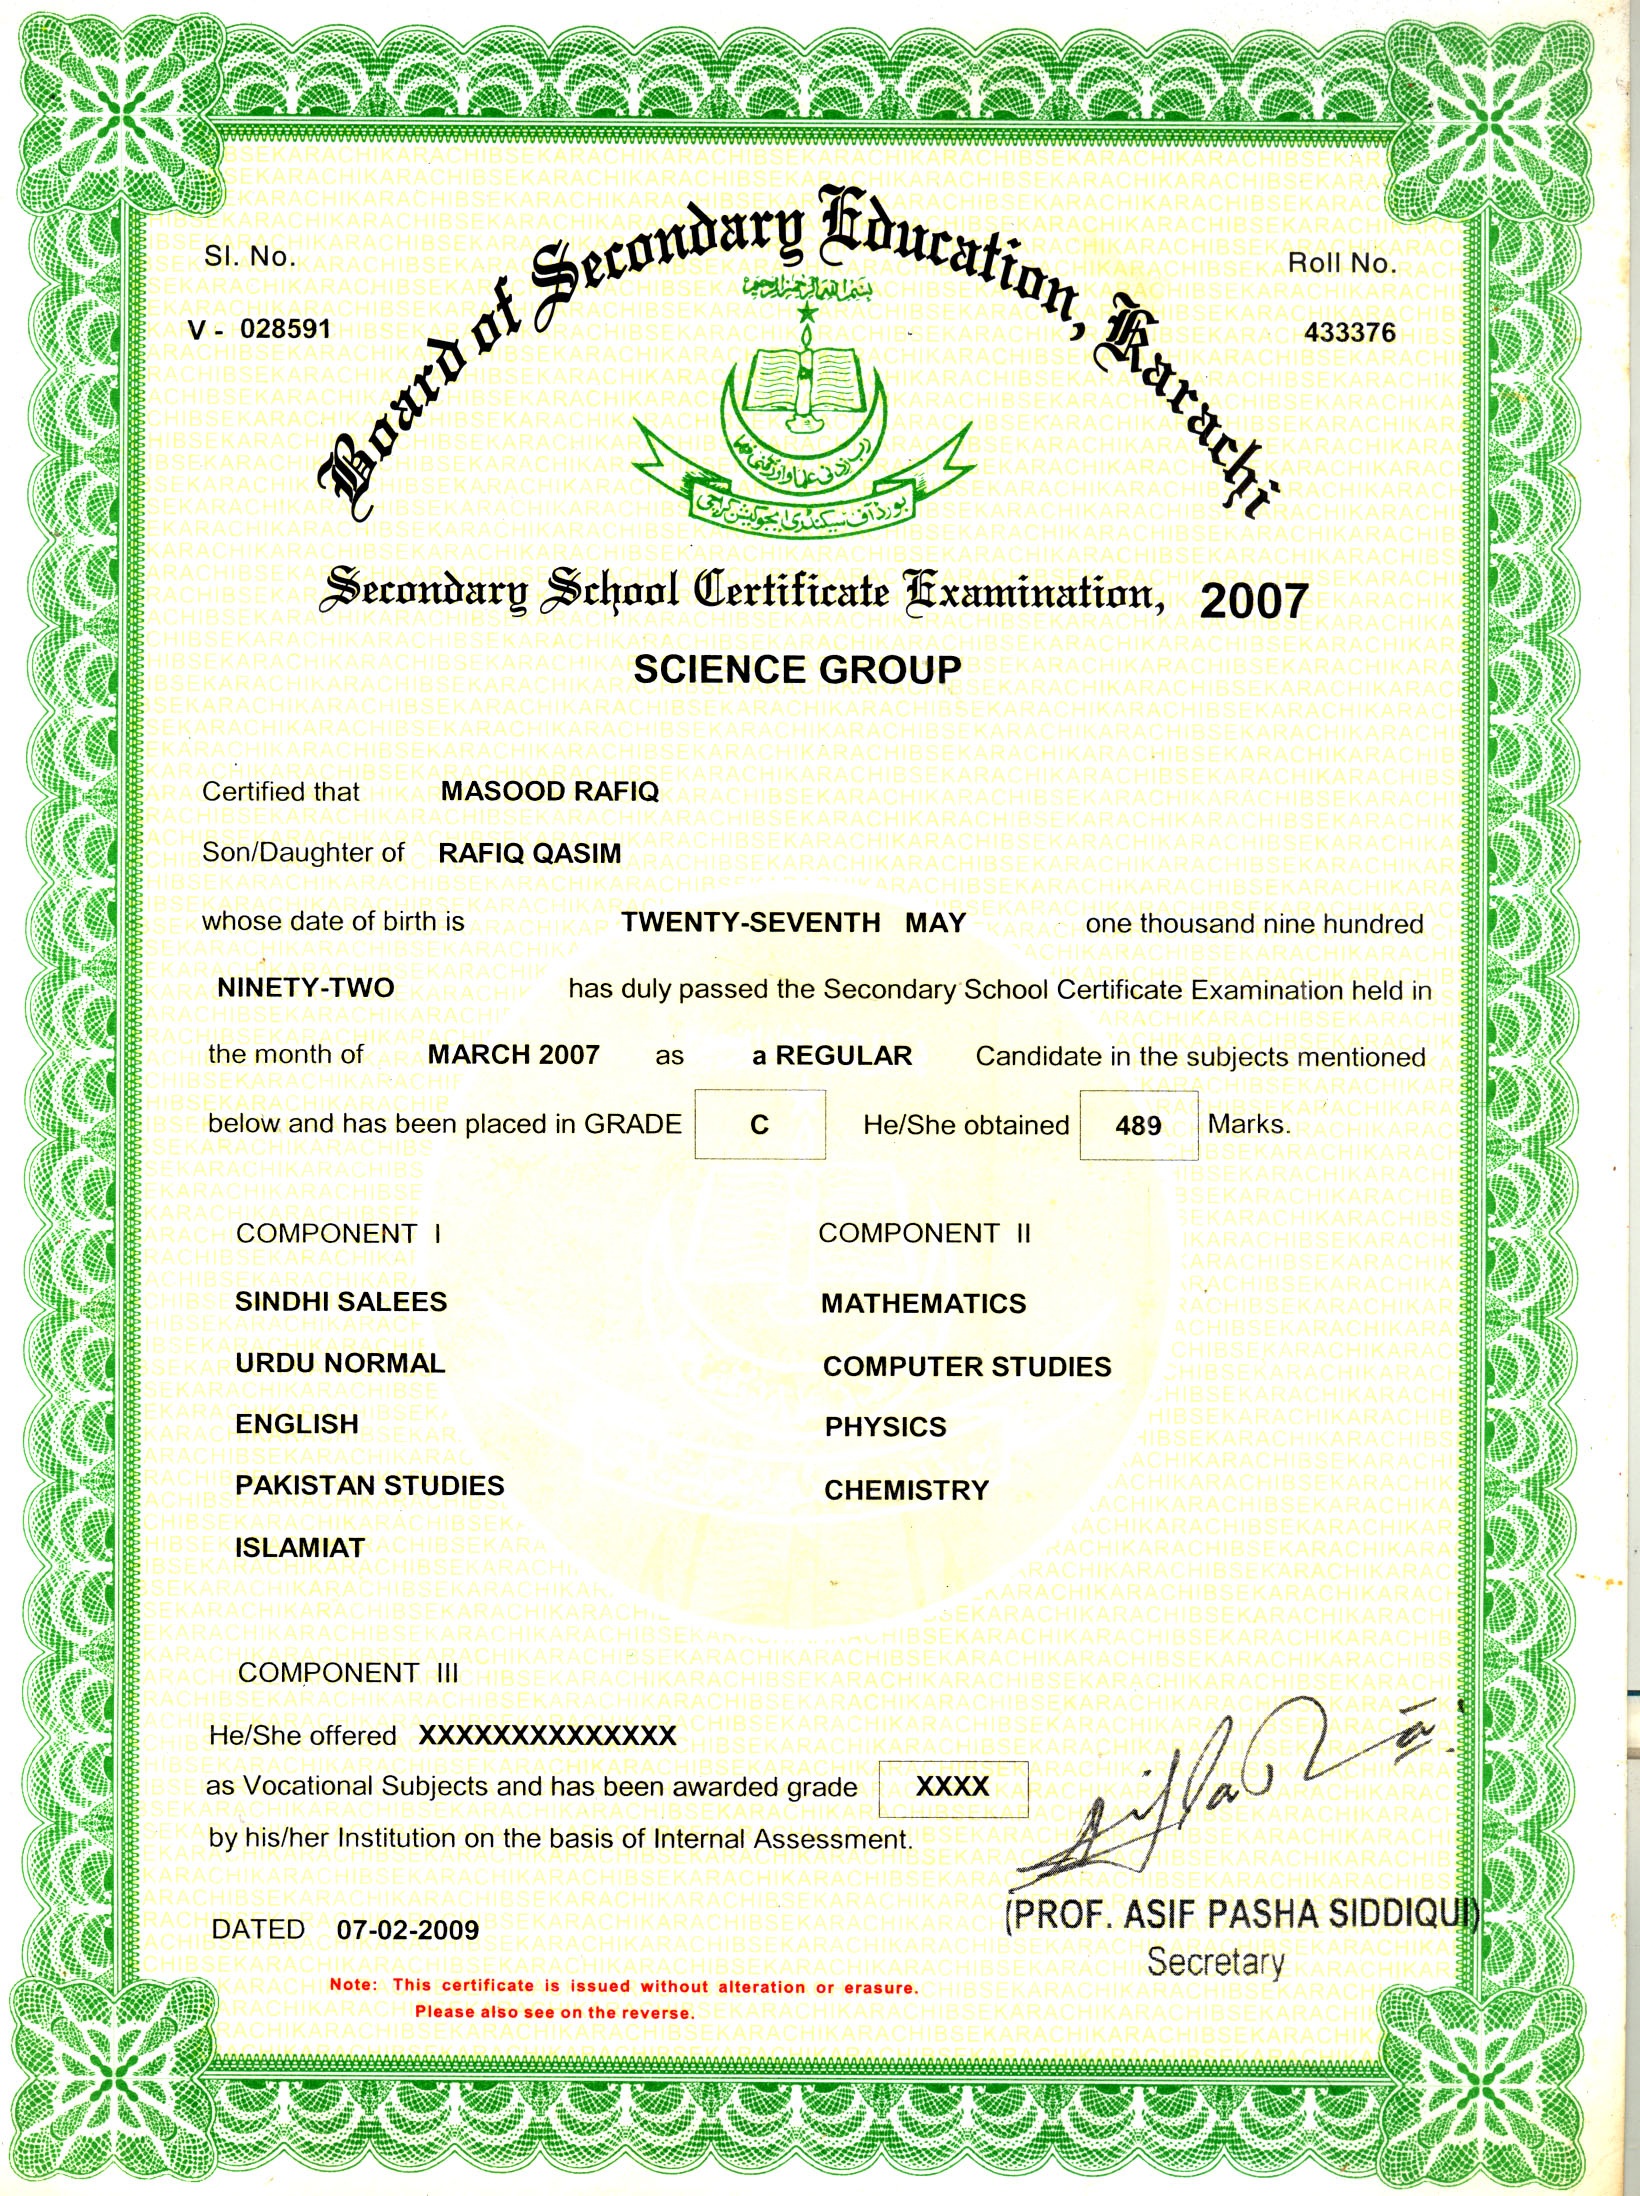 Board of Secondary Education, Karachi
Sl. No.
Roll No.
V - 028591
433376
بسم اللہ الرحمن الرحیم
رب زدنی علما وارزقنی فہما
بورڈ آف سیکنڈری ایجوکیشن کراچی
Secondary School Certificate Examination, 2007
SCIENCE GROUP
Certified that MASOOD RAFIQ
Son/Daughter of RAFIQ QASIM
whose date of birth is TWENTY-SEVENTH MAY one thousand nine hundred
NINETY-TWO has duly passed the Secondary School Certificate Examination held in
the month of MARCH 2007 as a REGULAR Candidate in the subjects mentioned
below and has been placed in GRADE C He/She obtained 489 Marks.
COMPONENT I
SINDHI SALEES
URDU NORMAL
ENGLISH
PAKISTAN STUDIES
ISLAMIAT
COMPONENT II
MATHEMATICS
COMPUTER STUDIES
PHYSICS
CHEMISTRY
COMPONENT III
He/She offered XXXXXXXXXXXXXX
as Vocational Subjects and has been awarded grade XXXX
by his/her Institution on the basis of Internal Assessment.
(PROF. ASIF PASHA SIDDIQUI)
Secretary
DATED 07-02-2009
Note: This certificate is issued without alteration or erasure.
Please also see on the reverse.